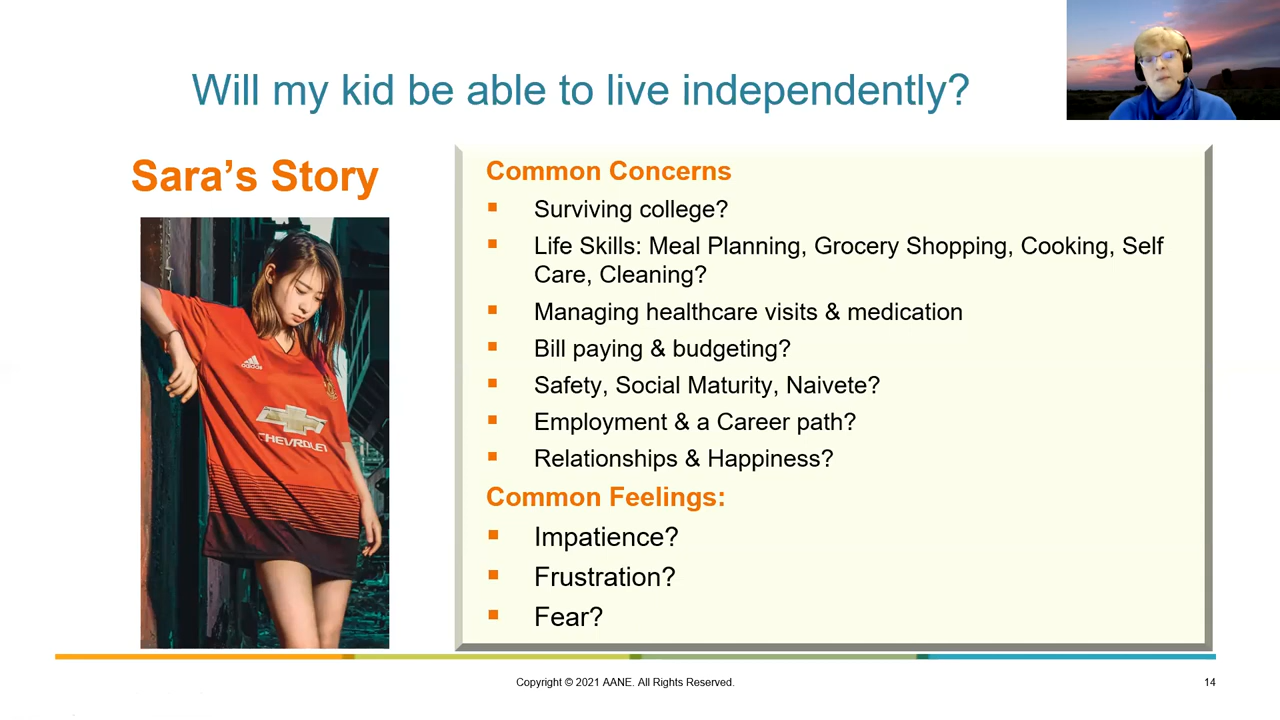 Will my kid be able to live independently?
Sara's Story
adidas
CHEVROLET
Common Concerns
Surviving college?
Life Skills: Meal Planning, Grocery Shopping, Cooking, Self
Care, Cleaning?
Managing healthcare visits & medication
Bill paying & budgeting?
Safety, Social Maturity, Naivete?
Employment & a Career path?
Relationships & Happiness?
Common Feelings:
Impatience?
Frustration?
Fear?
Copyright © 2021 AANE. All Rights Reserved.
14